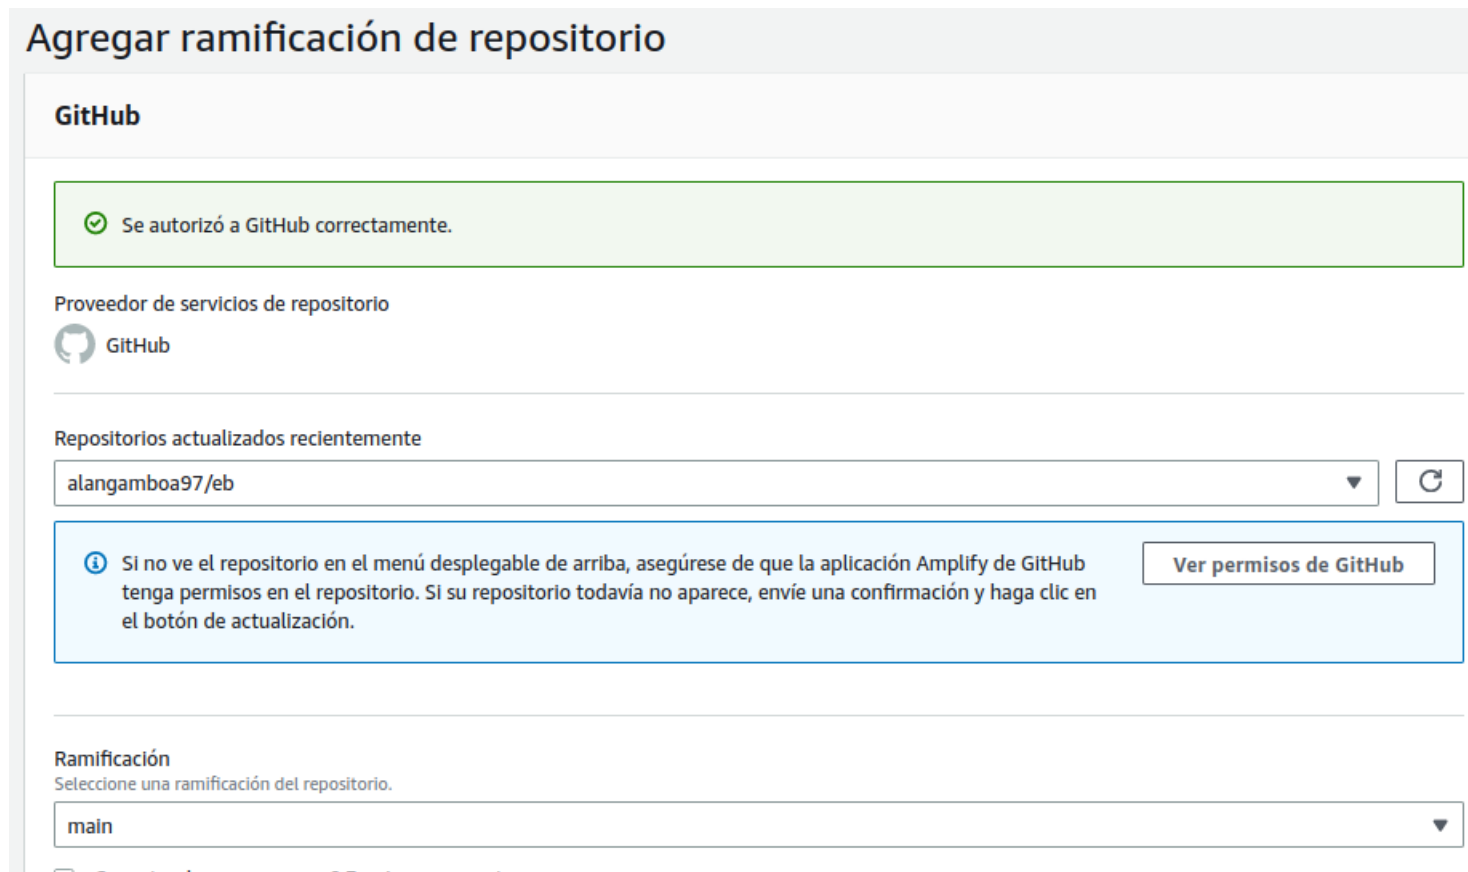 Agregar ramificación de repositorio
GitHub
Se autorizó a GitHub correctamente.
Proveedor de servicios de repositorio
GitHub
Repositorios actualizados recientemente
alangamboa97/eb
Si no ve el repositorio en el menú desplegable de arriba, asegúrese de que la aplicación Amplify de GitHub
tenga permisos en el repositorio. Si su repositorio todavía no aparece, envíe una confirmación y haga clic en
el botón de actualización.
Ver permisos de GitHub
Ramificación
Seleccione una ramificación del repositorio.
main